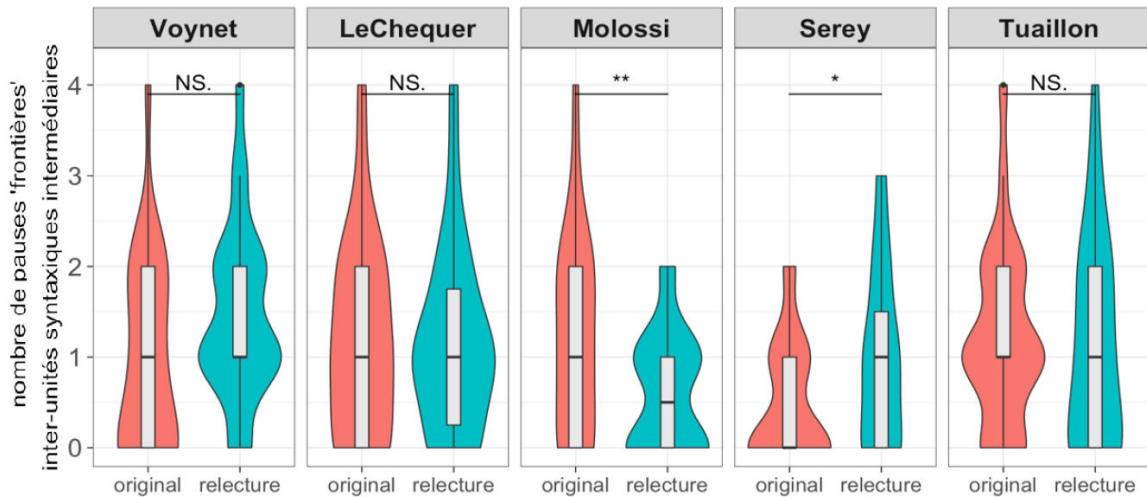 Voynet LeChequer Molossi Serey Tuaillon
nombre de pauses 'frontières'
inter-unités syntaxiques intermédiaires
4
3
2
1
0
NS. NS. ** * NS.
original relecture original relecture original relecture original relecture original relecture